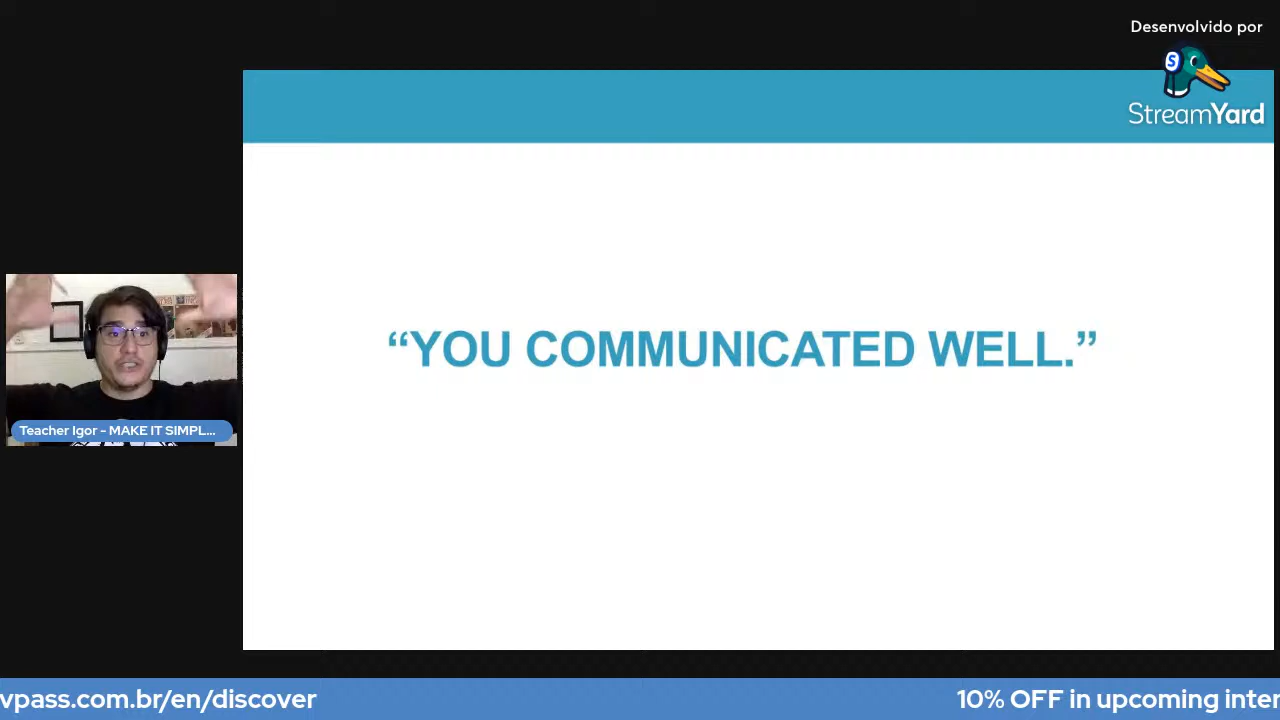 Desenvolvido por
StreamYard
“YOU COMMUNICATED WELL.”
Teacher Igor - MAKE IT SIMPL...
vpass.com.br/en/discover
10% OFF in upcoming inter